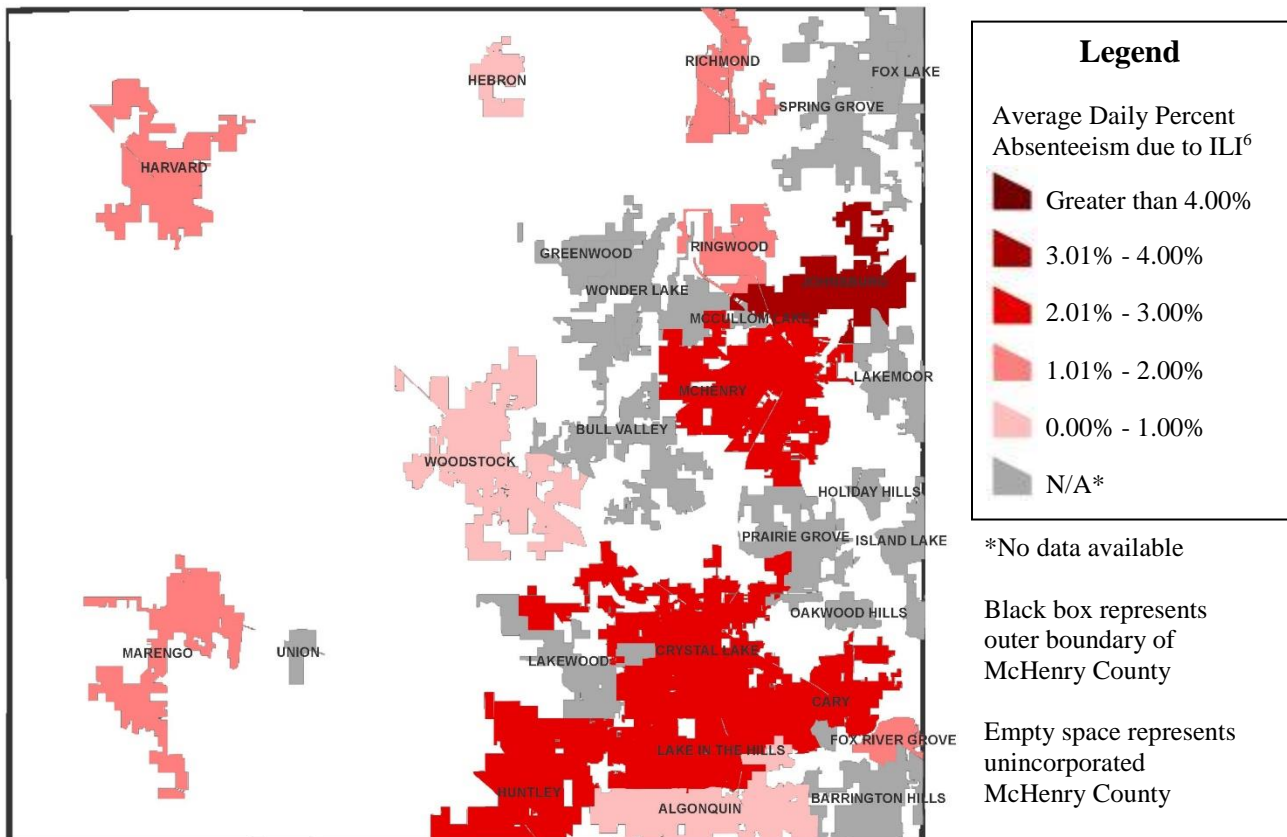 HEBRON
RICHMOND
FOX LAKE
SPRING GROVE
HARVARD
GREENWOOD
RINGWOOD
WONDER LAKE
JOHNSBURG
MCCULLOM LAKE
MCHENRY
LAKEMOOR
BULL VALLEY
WOODSTOCK
HOLIDAY HILLS
PRAIRIE GROVE
ISLAND LAKE
OAKWOOD HILLS
MARENGO
UNION
LAKEWOOD
CRYSTAL LAKE
CARY
LAKE IN THE HILLS
FOX RIVER GROVE
HUNTLEY
ALGONQUIN
BARRINGTON HILLS
Legend
Average Daily Percent
Absenteeism due to ILI⁶
Greater than 4.00%
3.01% - 4.00%
2.01% - 3.00%
1.01% - 2.00%
0.00% - 1.00%
N/A*
*No data available
Black box represents
outer boundary of
McHenry County
Empty space represents
unincorporated
McHenry County